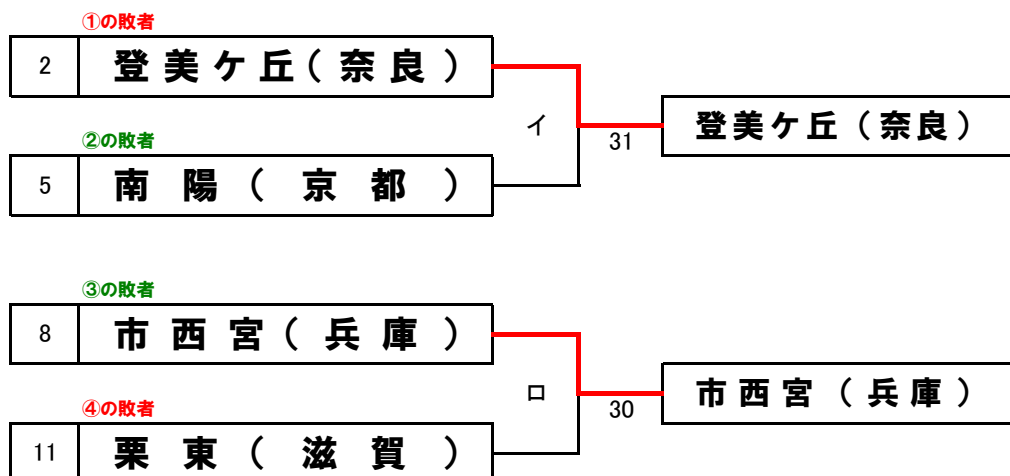 ①の敗者
2 登美ケ丘(奈良)
イ
31
登美ケ丘(奈良)
②の敗者
5 南陽(京都)
③の敗者
8 市西宮(兵庫)
ロ
30
市西宮(兵庫)
④の敗者
11 栗東(滋賀)